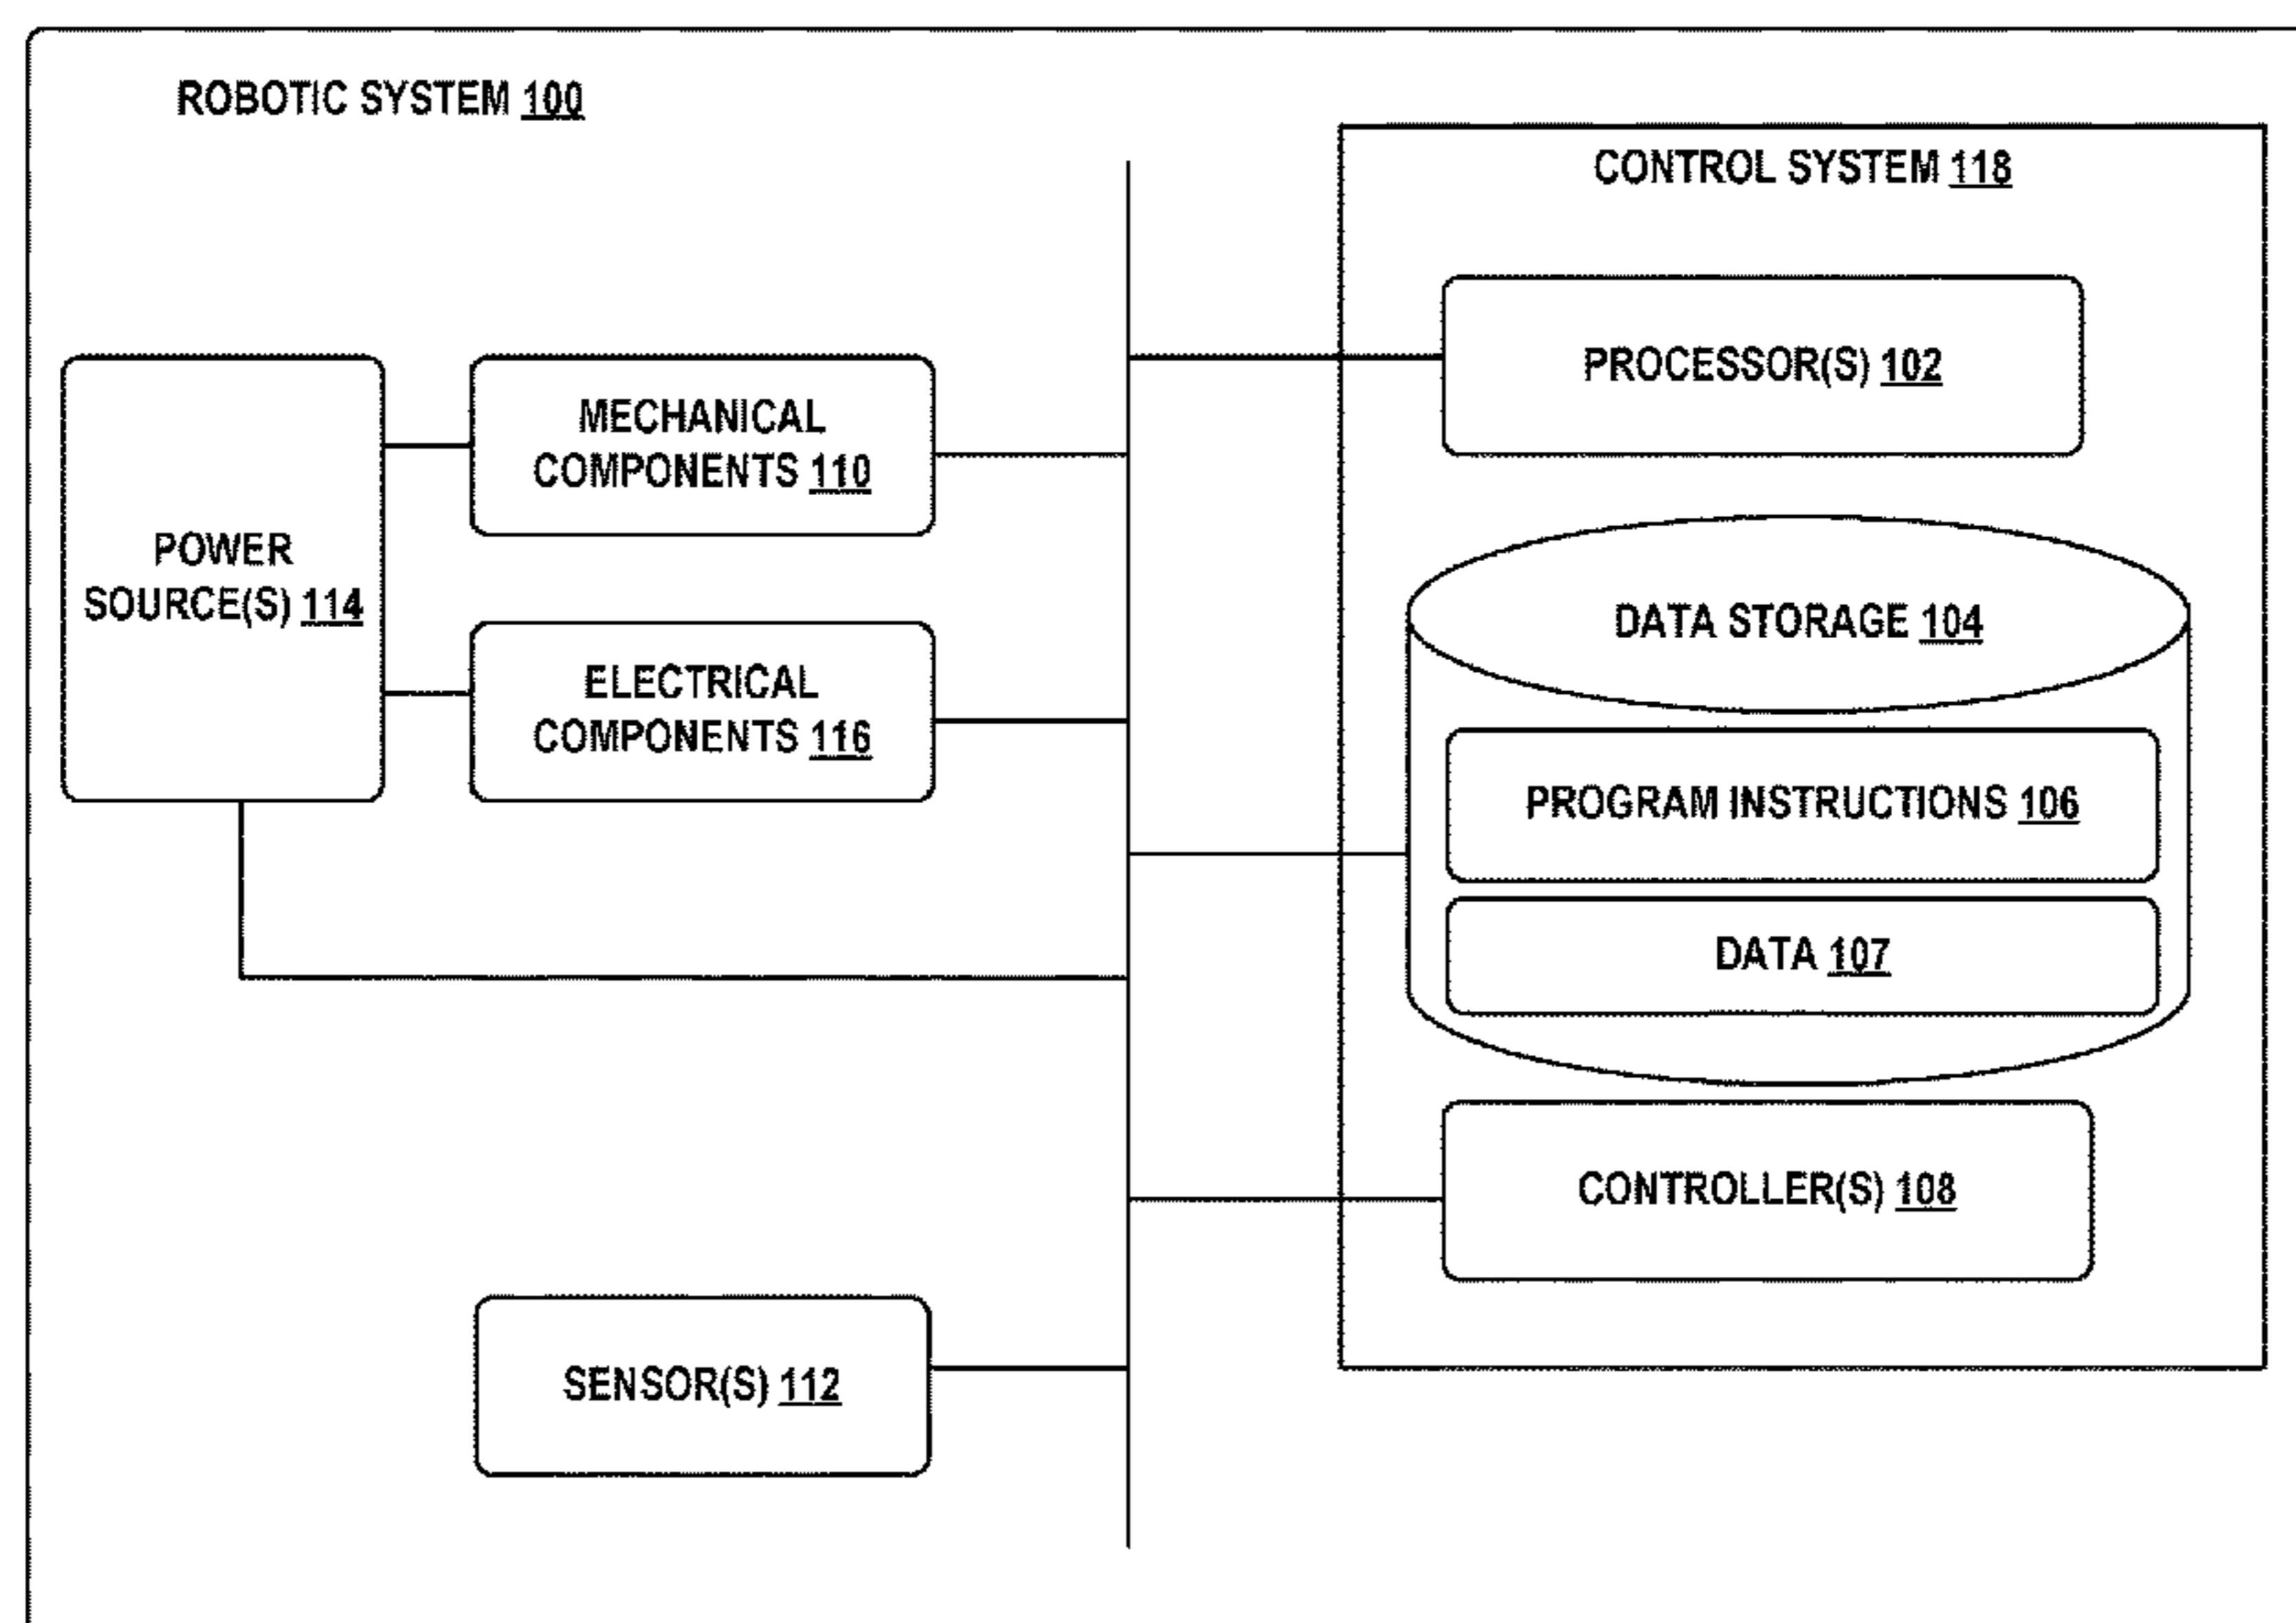 ROBOTIC SYSTEM 100
CONTROL SYSTEM 118
PROCESSOR(S) 102
MECHANICAL
COMPONENTS 110
POWER
SOURCE(S) 114
DATA STORAGE 104
ELECTRICAL
COMPONENTS 116
PROGRAM INSTRUCTIONS 106
DATA 107
CONTROLLER(S) 108
SENSOR(S) 112